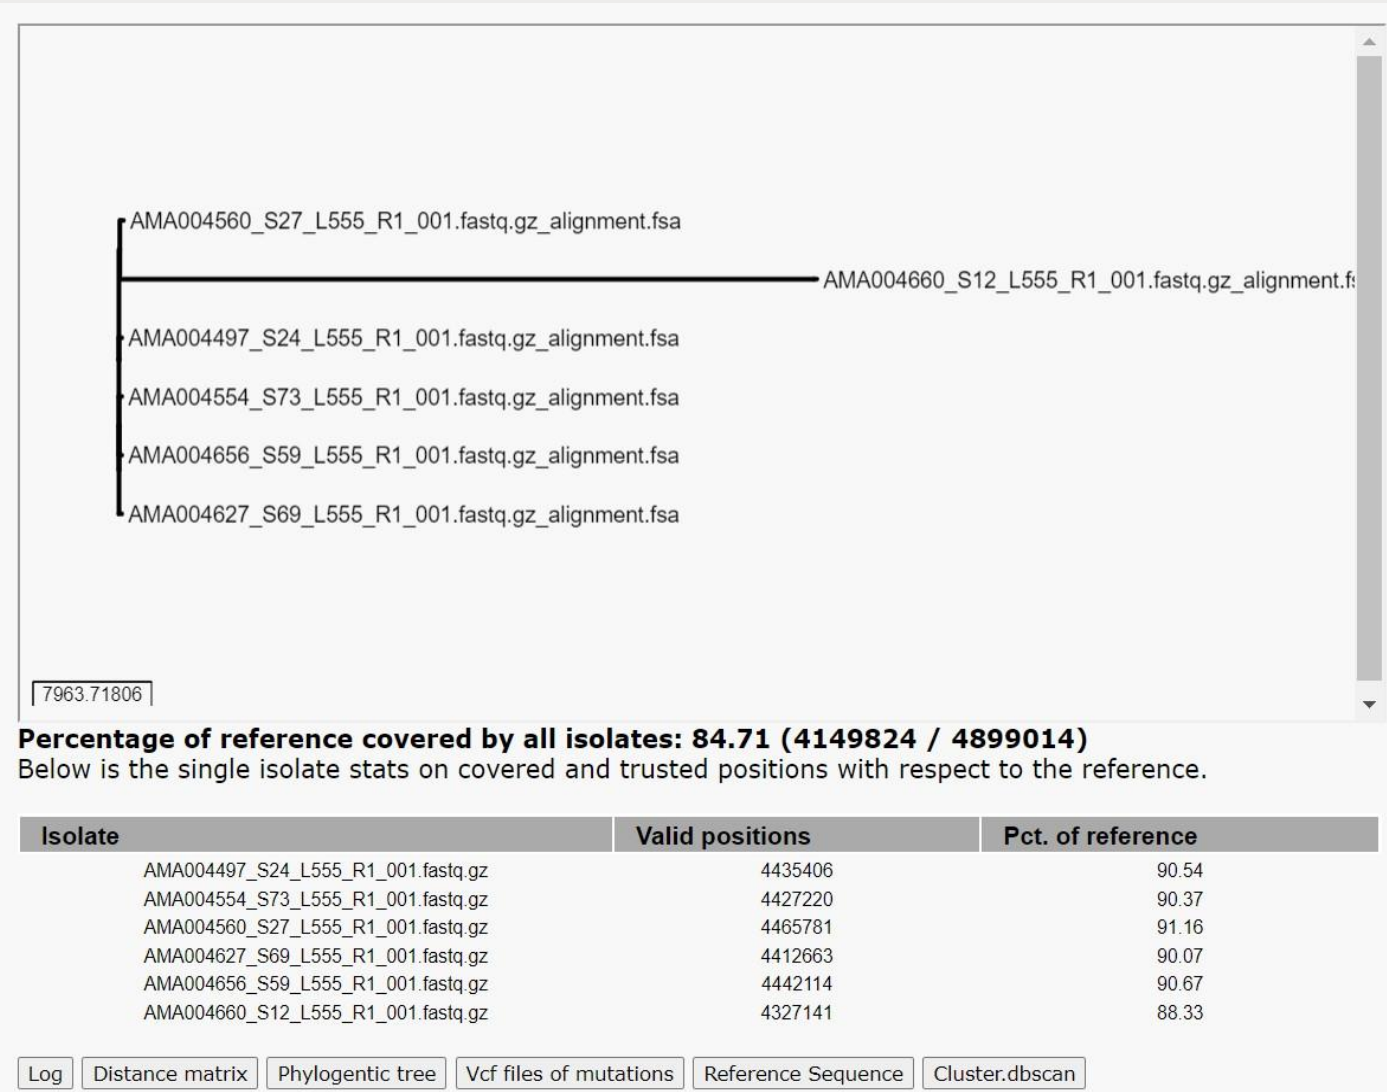 AMA004560_S27_L555_R1_001.fastq.gz_alignment.fsa
AMA004660_S12_L555_R1_001.fastq.gz_alignment.f
AMA004497_S24_L555_R1_001.fastq.gz_alignment.fsa
AMA004554_S73_L555_R1_001.fastq.gz_alignment.fsa
AMA004656_S59_L555_R1_001.fastq.gz_alignment.fsa
AMA004627_S69_L555_R1_001.fastq.gz_alignment.fsa
7963.71806
Percentage of reference covered by all isolates: 84.71 (4149824 / 4899014)
Below is the single isolate stats on covered and trusted positions with respect to the reference.
Isolate Valid positions Pct. of reference
AMA004497_S24_L555_R1_001.fastq.gz 4435406 90.54
AMA004554_S73_L555_R1_001.fastq.gz 4427220 90.37
AMA004560_S27_L555_R1_001.fastq.gz 4465781 91.16
AMA004627_S69_L555_R1_001.fastq.gz 4412663 90.07
AMA004656_S59_L555_R1_001.fastq.gz 4442114 90.67
AMA004660_S12_L555_R1_001.fastq.gz 4327141 88.33
Log Distance matrix Phylogentic tree Vcf files of mutations Reference Sequence Cluster.dbscan